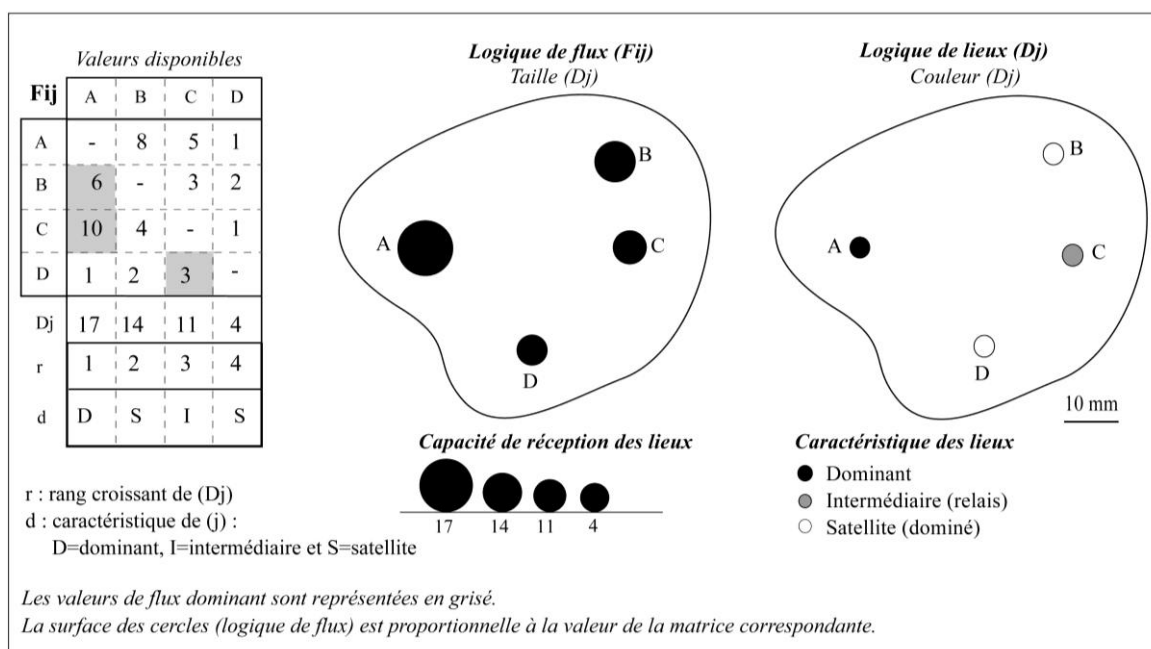 Valeurs disponibles
Fij A B C D
A - 8 5 1
B 6 - 3 2
C 10 4 - 1
D 1 2 3 -
Dj 17 14 11 4
r 1 2 3 4
d D S I S
r : rang croissant de (Dj)
d : caractéristique de (j) :
D=dominant, I=intermédiaire et S=satellite
Logique de flux (Fij)
Taille (Dj)
B
A
C
D
Capacité de réception des lieux
17 14 11 4
Logique de lieux (Dj)
Couleur (Dj)
B
A
C
D
10 mm
Caractéristique des lieux
Dominant
Intermédiaire (relais)
Satellite (dominé)
Les valeurs de flux dominant sont représentées en grisé.
La surface des cercles (logique de flux) est proportionnelle à la valeur de la matrice correspondante.